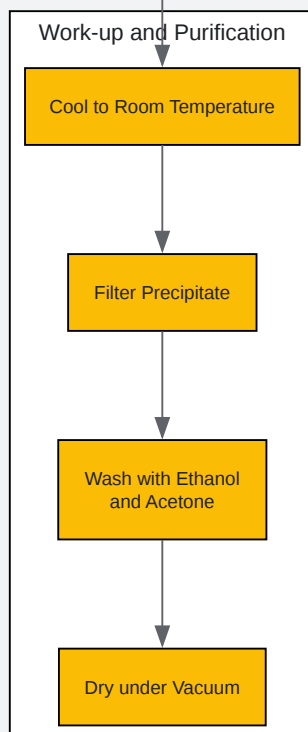 Work-up and Purification
Cool to Room Temperature
Filter Precipitate
Wash with Ethanol
and Acetone
Dry under Vacuum